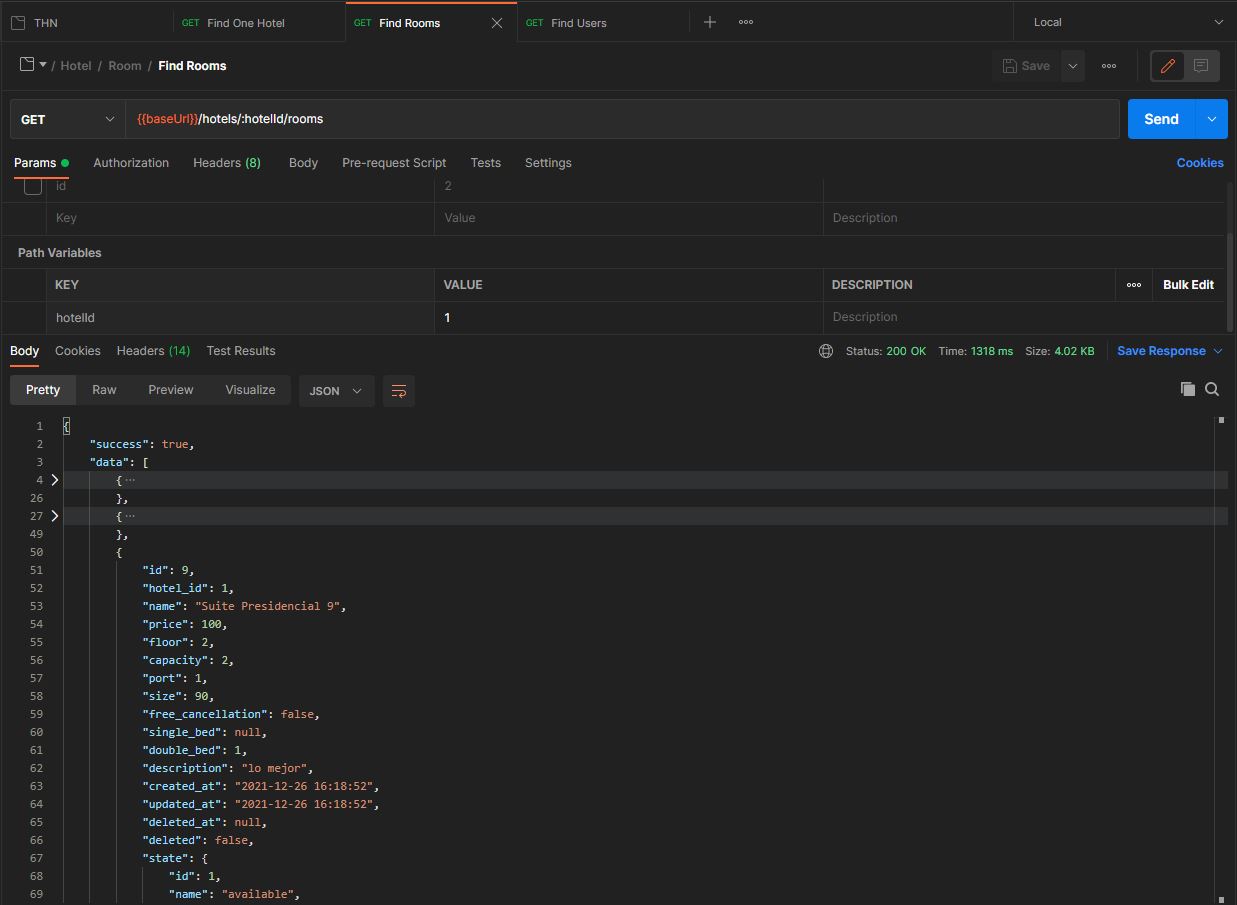 THN GET Find One Hotel GET Find Rooms GET Find Users Local
/ Hotel / Room / Find Rooms Save
GET {{baseUrl}}/hotels/:hotelId/rooms Send
Params Authorization Headers (8) Body Pre-request Script Tests Settings Cookies
id 2
Key Value Description
Path Variables
KEY VALUE DESCRIPTION Bulk Edit
hotelId 1 Description
Body Cookies Headers (14) Test Results Status: 200 OK Time: 1318 ms Size: 4.02 KB Save Response
Pretty Raw Preview Visualize JSON
1 {
2 "success": true,
3 "data": [
4 { ...
26 },
27 { ...
49 },
50 {
51 "id": 9,
52 "hotel_id": 1,
53 "name": "Suite Presidencial 9",
54 "price": 100,
55 "floor": 2,
56 "capacity": 2,
57 "port": 1,
58 "size": 90,
59 "free_cancellation": false,
60 "single_bed": null,
61 "double_bed": 1,
62 "description": "lo mejor",
63 "created_at": "2021-12-26 16:18:52",
64 "updated_at": "2021-12-26 16:18:52",
65 "deleted_at": null,
66 "deleted": false,
67 "state": {
68 "id": 1,
69 "name": "available",